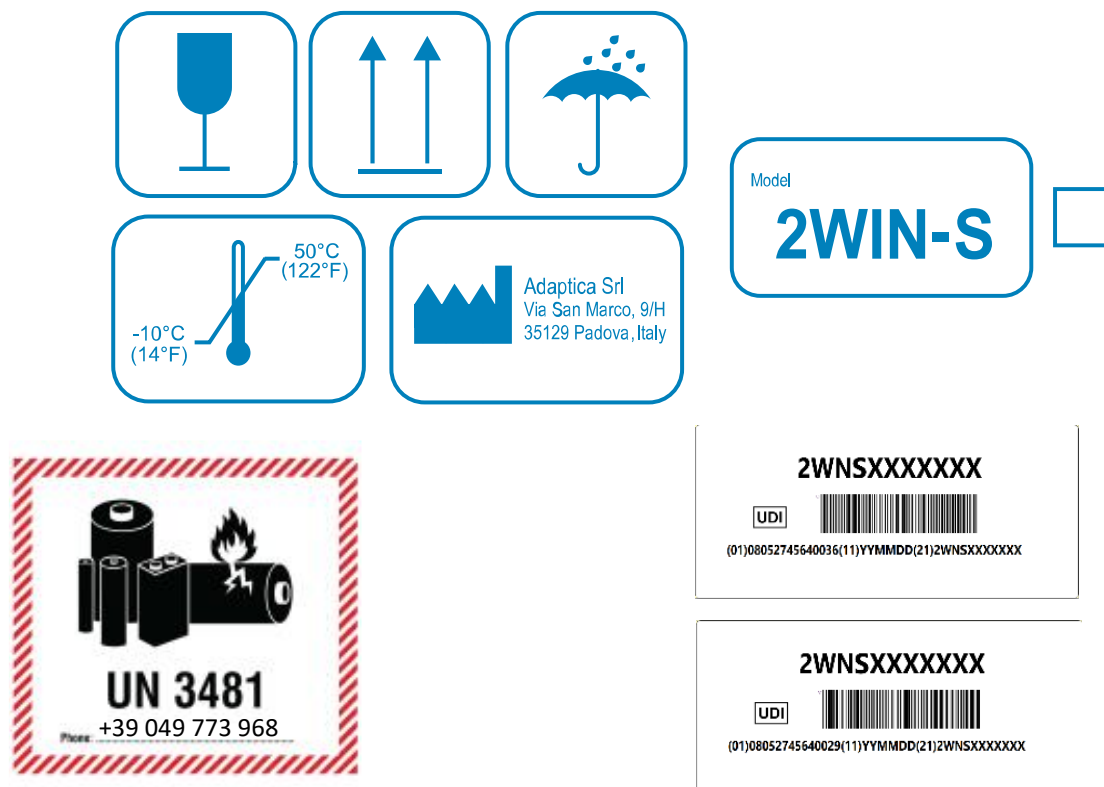 50°C
(122°F)
-10°C
(14°F)
Adaptica Srl
Via San Marco, 9/H
35129 Padova, Italy
Model
2WIN-S
UN 3481
Phone: +39 049 773 968
2WNSXXXXXXX
UDI
(01)08052745640036(11)YYMMDD(21)2WNSXXXXXXX
2WNSXXXXXXX
UDI
(01)08052745640029(11)YYMMDD(21)2WNSXXXXXXX